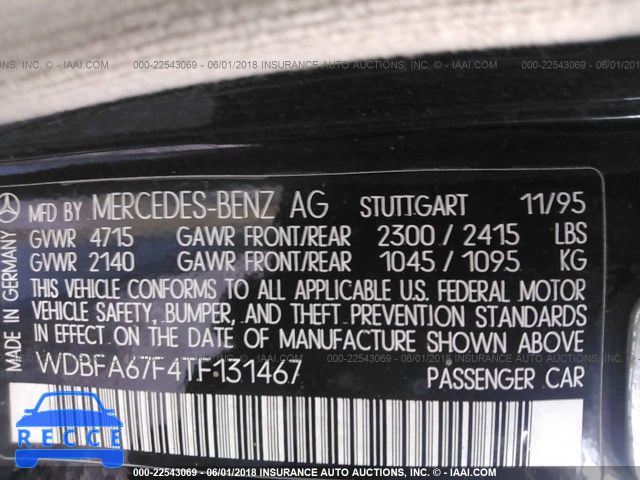 000-22543069 - 06/01/2018 INSURANCE AUTO AUCTIONS, INC. © - IAAI.COM
MFD BY MERCEDES-BENZ AG STUTTGART 11/95
GVWR 4715 GAWR FRONT/REAR 2300 / 2415 LBS
GVWR 2140 GAWR FRONT/REAR 1045 / 1095 KG
THIS VEHICLE CONFORMS TO ALL APPLICABLE U.S. FEDERAL MOTOR
VEHICLE SAFETY, BUMPER, AND THEFT PREVENTION STANDARDS
IN EFFECT ON THE DATE OF MANUFACTURE SHOWN ABOVE
WDBFA67F4TF131467 PASSENGER CAR
MADE IN GERMANY
RECCE
000-22543069 - 06/01/2018 INSURANCE AUTO AUCTIONS, INC. © - IAAI.COM